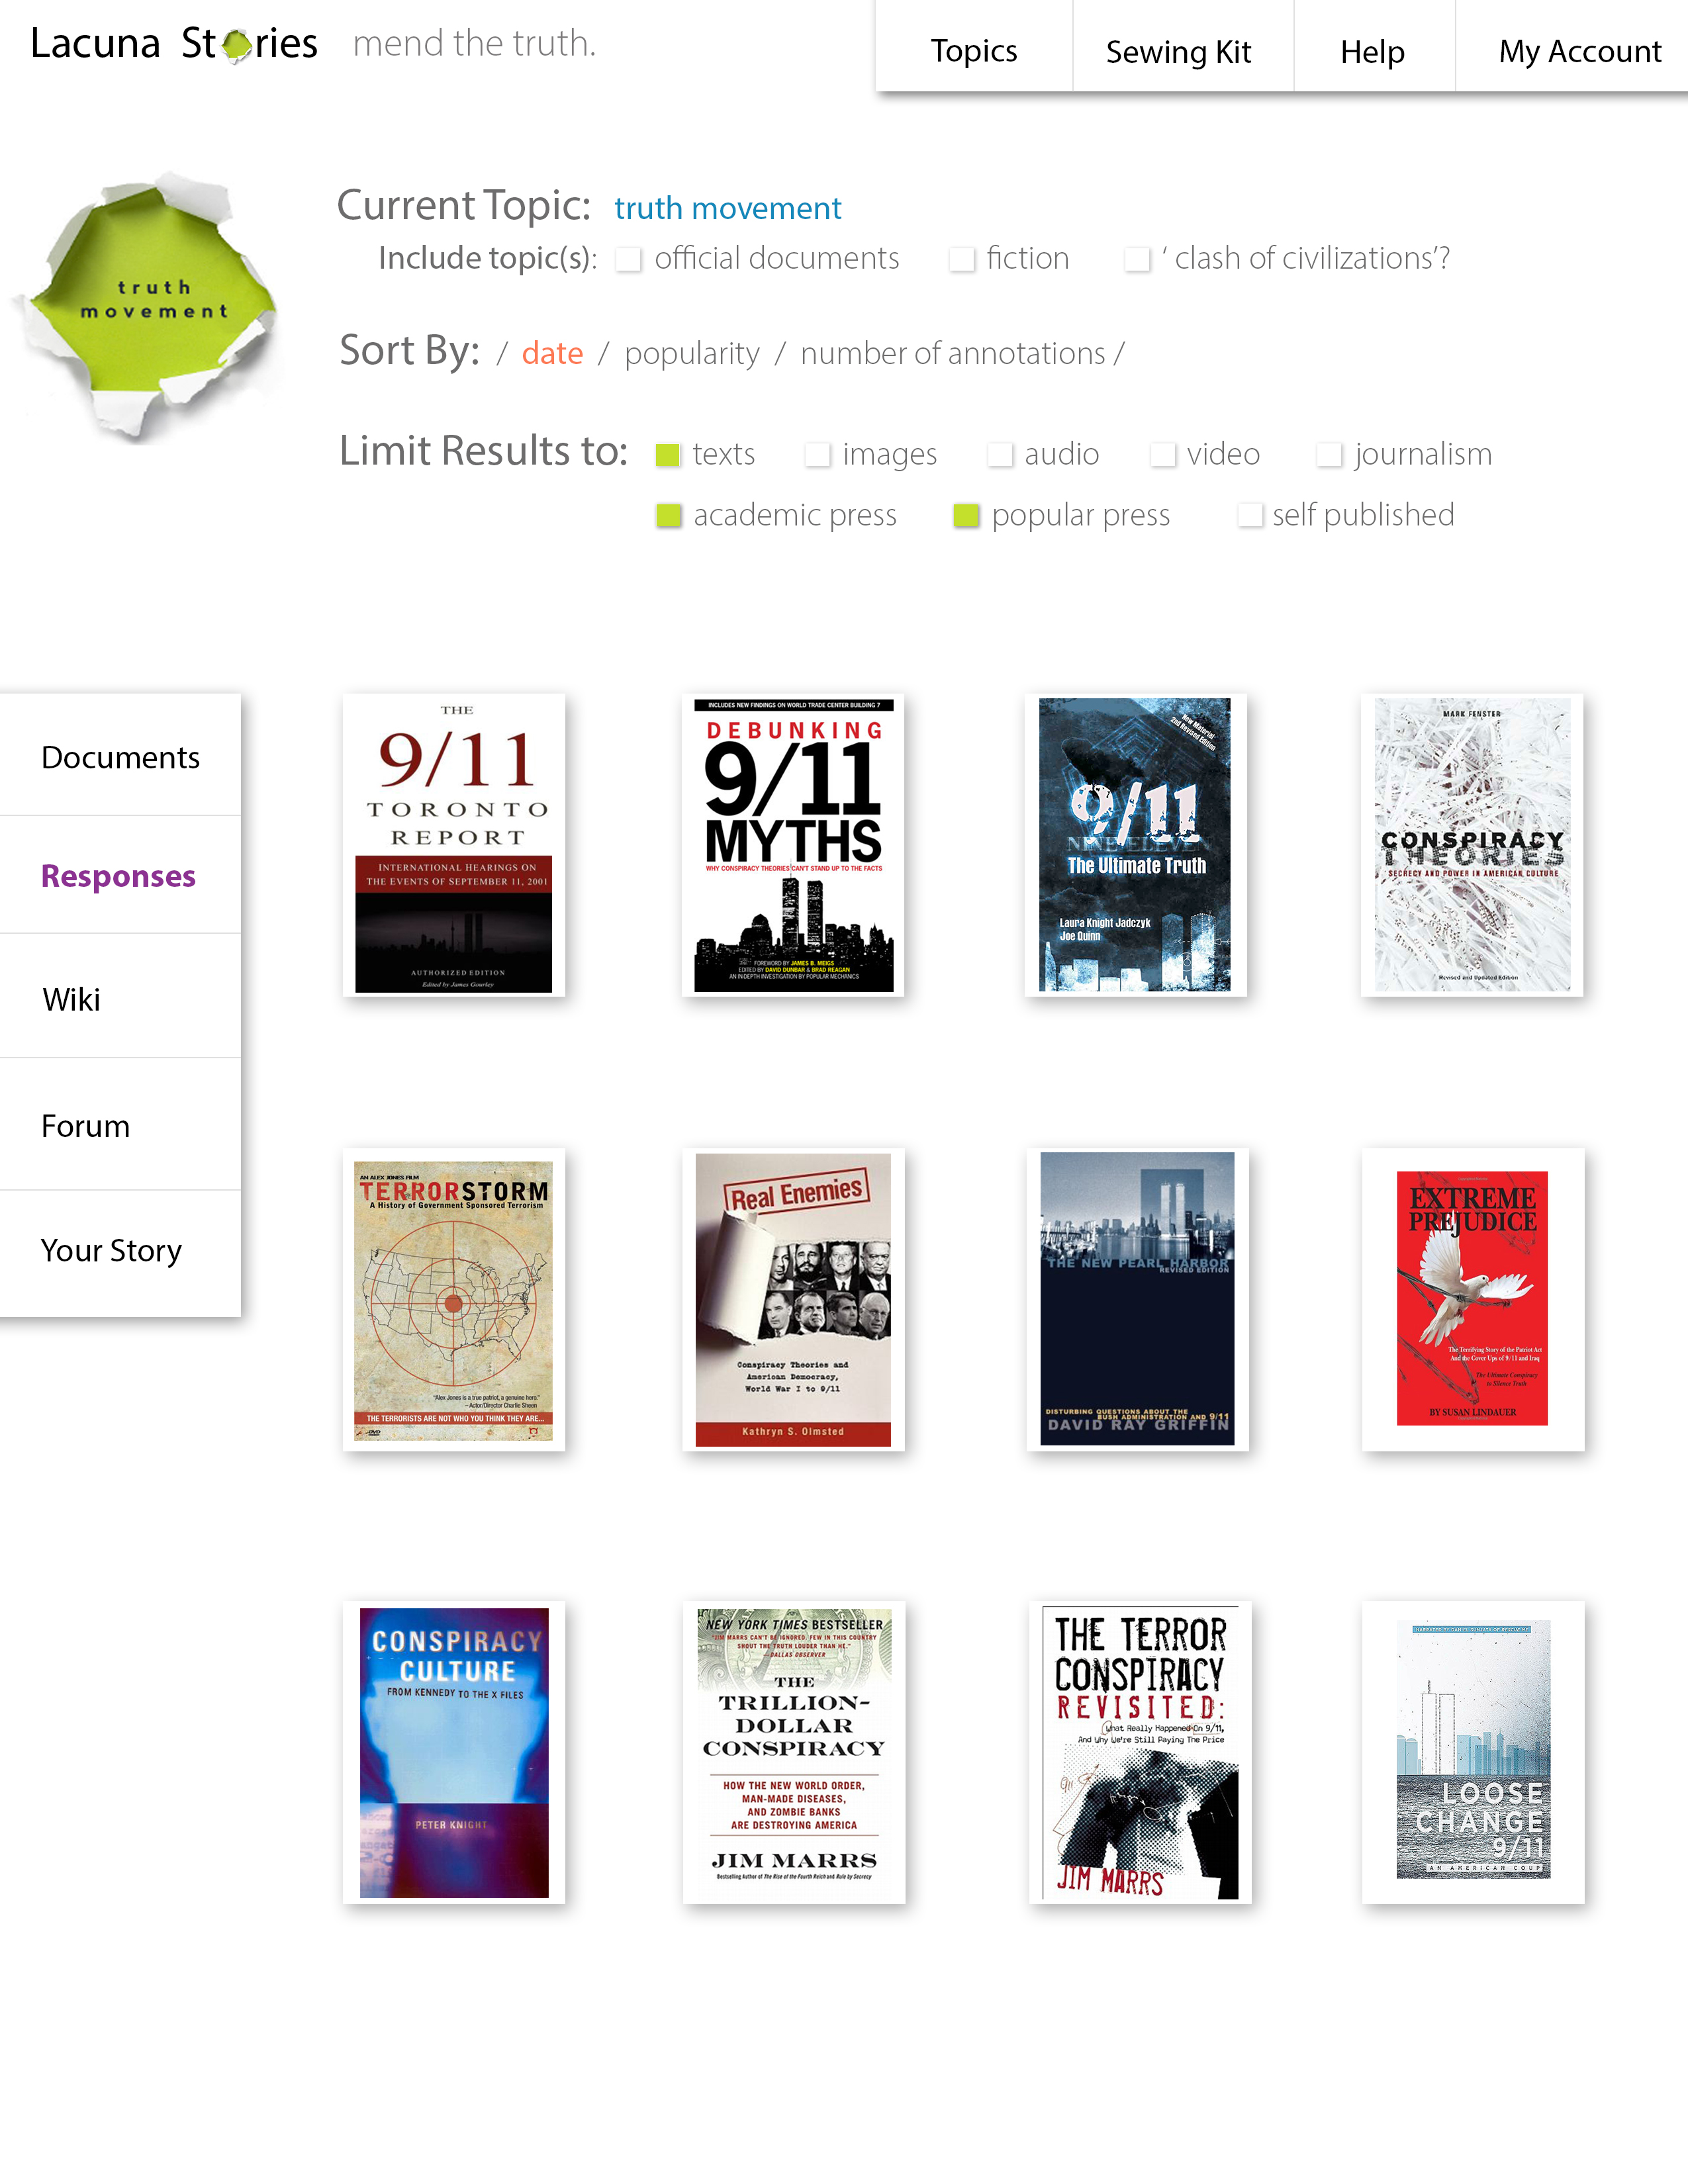 Lacuna Stories mend the truth.
Topics Sewing Kit Help My Account
truth
movement
Current Topic: truth movement
Include topic(s): official documents fiction ‘ clash of civilizations’?
Sort By: / date / popularity / number of annotations /
Limit Results to: texts images audio video journalism
academic press popular press self published
Documents
Responses
Wiki
Forum
Your Story
THE
9/11
TORONTO
REPORT
INTERNATIONAL HEARINGS ON
THE EVENTS OF SEPTEMBER 11, 2001
AUTHORIZED EDITION
Edited by James Gourley
INCLUDES NEW FINDINGS ON WORLD TRADE CENTER BUILDING 7
DEBUNKING
9/11
MYTHS
WHY CONSPIRACY THEORIES CAN'T STAND UP TO THE FACTS
FOREWORD BY JAMES B. MEIGS
EDITED BY DAVID DUNBAR & BRAD REAGAN
AN IN-DEPTH INVESTIGATION BY POPULAR MECHANICS
New Material
2nd Revised Edition
9/11
NINE ELEVEN
The Ultimate Truth
Laura Knight Jadczyk
Joe Quinn
MARK FENSTER
CONSPIRACY
THEORIES
SECRECY AND POWER IN AMERICAN CULTURE
Revised and Updated Edition
AN ALEX JONES FILM
TERRORSTORM
A History of Government Sponsored Terrorism
"Alex Jones is a true patriot, a genuine hero."
– Actor/Director Charlie Sheen
THE TERRORISTS ARE NOT WHO YOU THINK THEY ARE...
DVD
Real Enemies
Conspiracy Theories and
American Democracy,
World War I to 9/11
Kathryn S. Olmsted
THE NEW PEARL HARBOR
REVISED EDITION
DISTURBING QUESTIONS ABOUT THE
BUSH ADMINISTRATION AND 9/11
DAVID RAY GRIFFIN
EXTREME
PREJUDICE
The Terrifying Story of the Patriot Act
And the Cover Ups of 9/11 and Iraq
The Ultimate Conspiracy
to Silence Truth
BY SUSAN LINDAUER
CONSPIRACY
CULTURE
FROM KENNEDY TO THE X FILES
PETER KNIGHT
NEW YORK TIMES BESTSELLER
"JIM MARRS CAN'T BE IGNORED. FEW IN THIS COUNTRY
SHOUT THE TRUTH LOUDER THAN HE."
—DALLAS OBSERVER
THE
TRILLION-
DOLLAR
CONSPIRACY
HOW THE NEW WORLD ORDER,
MAN-MADE DISEASES,
AND ZOMBIE BANKS
ARE DESTROYING AMERICA
JIM MARRS
Bestselling Author of The Rise of the Fourth Reich and Rule by Secrecy
THE TERROR
CONSPIRACY
REVISITED:
What Really Happened On 9/11,
And Why We're Still Paying The Price
JIM MARRS
NARRATED BY DANIEL SUNJATA OF RESCUE ME
LOOSE
CHANGE
9/11
AN AMERICAN COUP